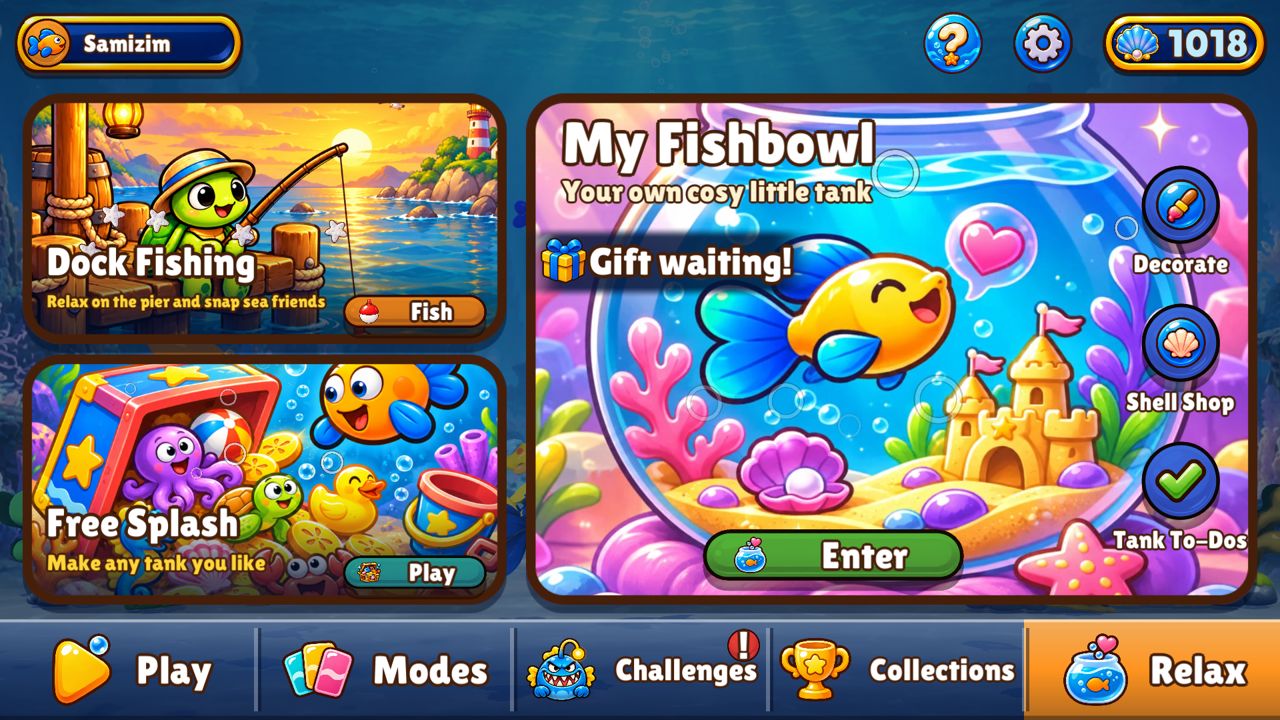 Samizim
?
1018
Dock Fishing
Relax on the pier and snap sea friends
Fish
Free Splash
Make any tank you like
Play
My Fishbowl
Your own cosy little tank
Gift waiting!
Enter
Decorate
Shell Shop
Tank To-Dos
Play
Modes
Challenges
!
Collections
Relax